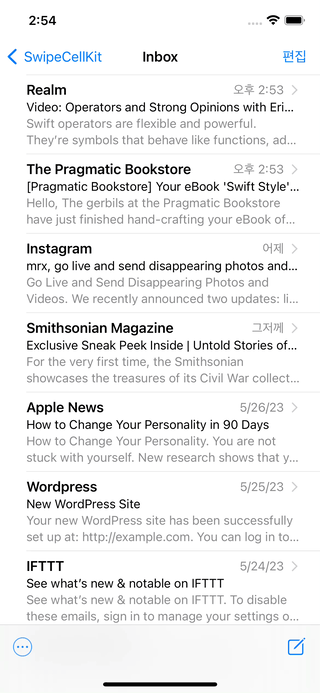 2:54
SwipeCellKit
Inbox
편집
Realm
오후 2:53
Video: Operators and Strong Opinions with Eri...
Swift operators are flexible and powerful.
They're symbols that behave like functions, ad...
The Pragmatic Bookstore
오후 2:53
[Pragmatic Bookstore] Your eBook 'Swift Style'...
Hello, The gerbils at the Pragmatic Bookstore
have just finished hand-crafting your eBook of...
Instagram
어제
mrx, go live and send disappearing photos and...
Go Live and Send Disappearing Photos and
Videos. We recently announced two updates: li...
Smithsonian Magazine
그저께
Exclusive Sneak Peek Inside | Untold Stories of...
For the very first time, the Smithsonian
showcases the treasures of its Civil War collect...
Apple News
5/26/23
How to Change Your Personality in 90 Days
How to Change Your Personality. You are not
stuck with yourself. New research shows that y...
Wordpress
5/25/23
New WordPress Site
Your new WordPress site has been successfully
set up at: http://example.com. You can log in to...
IFTTT
5/24/23
See what's new & notable on IFTTT
See what's new & notable on IFTTT. To disable
these emails, sign in to manage your settings o...